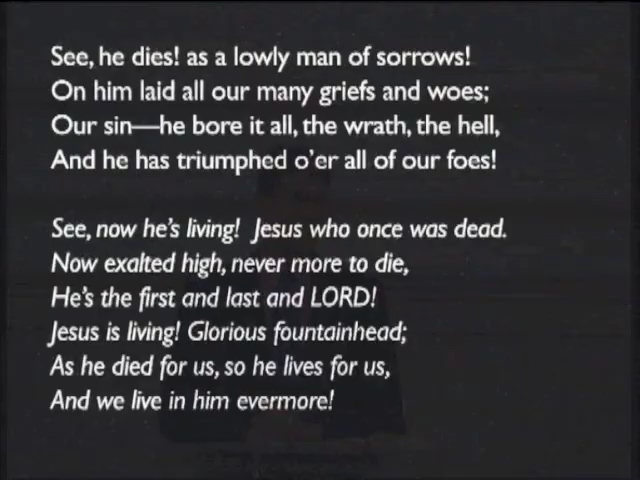 See, he dies! as a lowly man of sorrows!
On him laid all our many griefs and woes;
Our sin—he bore it all, the wrath, the hell,
And he has triumphed o'er all of our foes!
See, now he's living! Jesus who once was dead.
Now exalted high, never more to die,
He's the first and last and LORD!
Jesus is living! Glorious fountainhead;
As he died for us, so he lives for us,
And we live in him evermore!